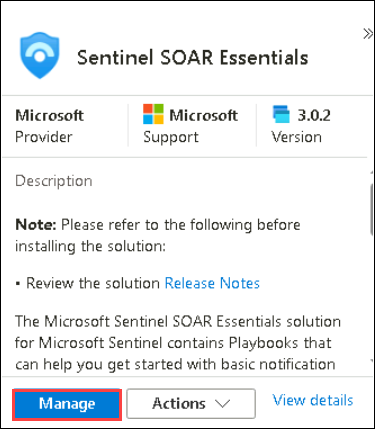 Sentinel SOAR Essentials
Microsoft
Provider
Microsoft
Support
3.0.2
Version
Description
Note: Please refer to the following before
installing the solution:
• Review the solution Release Notes
The Microsoft Sentinel SOAR Essentials solution
for Microsoft Sentinel contains Playbooks that
can help you get started with basic notification
Manage
Actions
View details